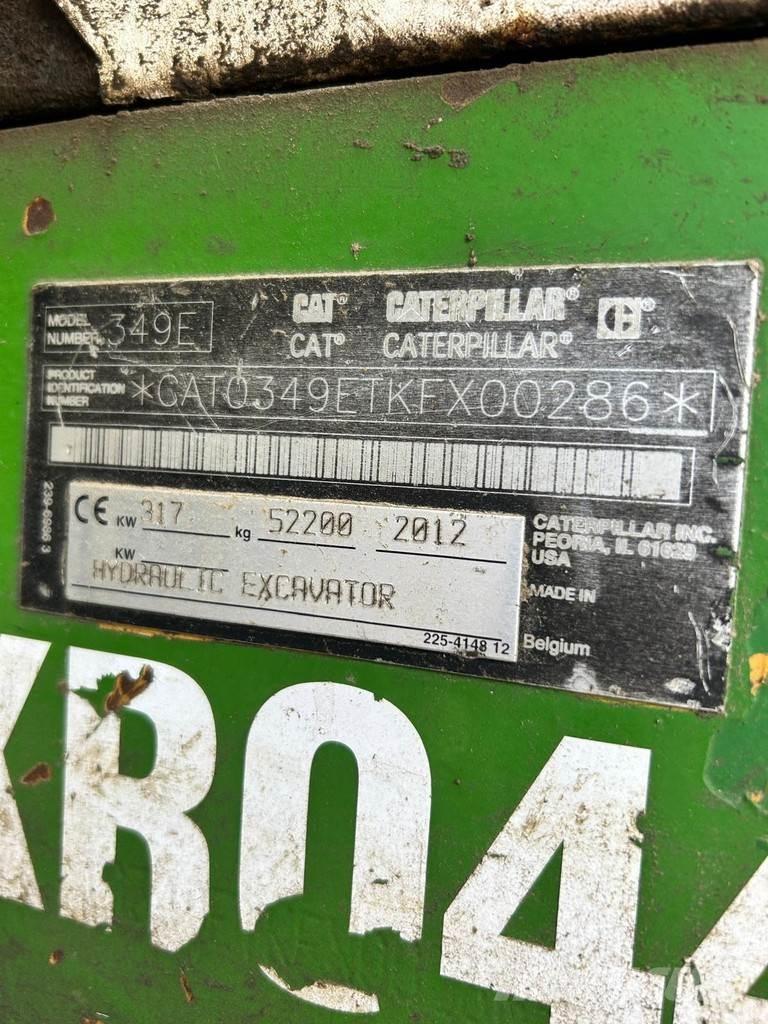 MODEL NUMBER 349E
CAT® CATERPILLAR®
CAT® CATERPILLAR®
PRODUCT IDENTIFICATION NUMBER *CAT0349ETKFX00286*
CE KW 317 kg 52200 2012
KW
HYDRAULIC EXCAVATOR
225-4148 12
CATERPILLAR INC.
PEORIA, IL 61629
USA
MADE IN
Belgium